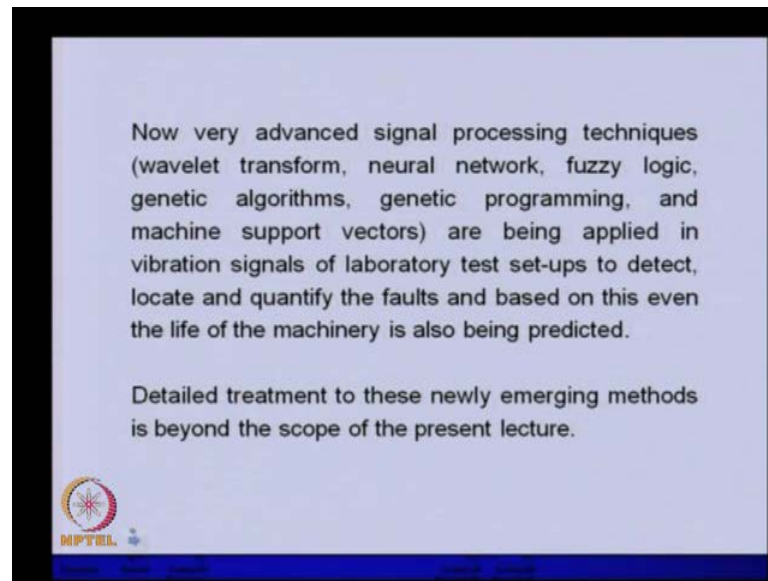 Now very advanced signal processing techniques
(wavelet transform, neural network, fuzzy logic,
genetic algorithms, genetic programming, and
machine support vectors) are being applied in
vibration signals of laboratory test set-ups to detect,
locate and quantify the faults and based on this even
the life of the machinery is also being predicted.
Detailed treatment to these newly emerging methods
is beyond the scope of the present lecture.
NPTEL